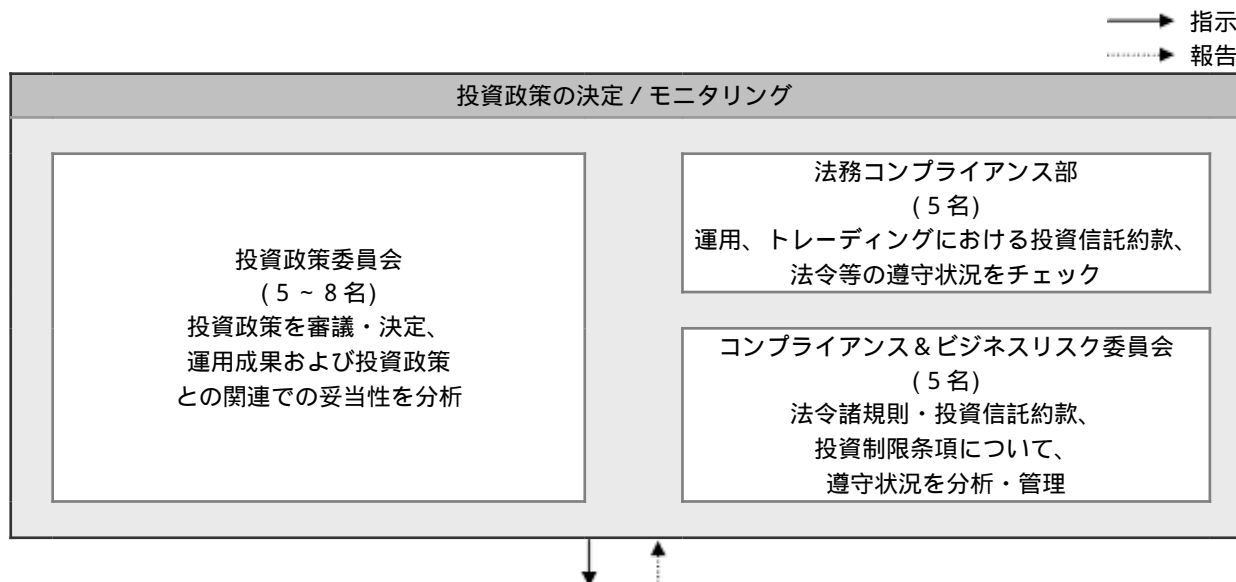 指示
報告
投資政策の決定 / モニタリング
投資政策委員会
( 5 ~ 8 名)
投資政策を審議・決定、
運用成果および投資政策
との関連での妥当性を分析
法務コンプライアンス部
( 5 名)
運用、トレーディングにおける投資信託約款、
法令等の遵守状況をチェック
コンプライアンス&ビジネスリスク委員会
( 5 名)
法令諸規則・投資信託約款、
投資制限条項について、
遵守状況を分析・管理